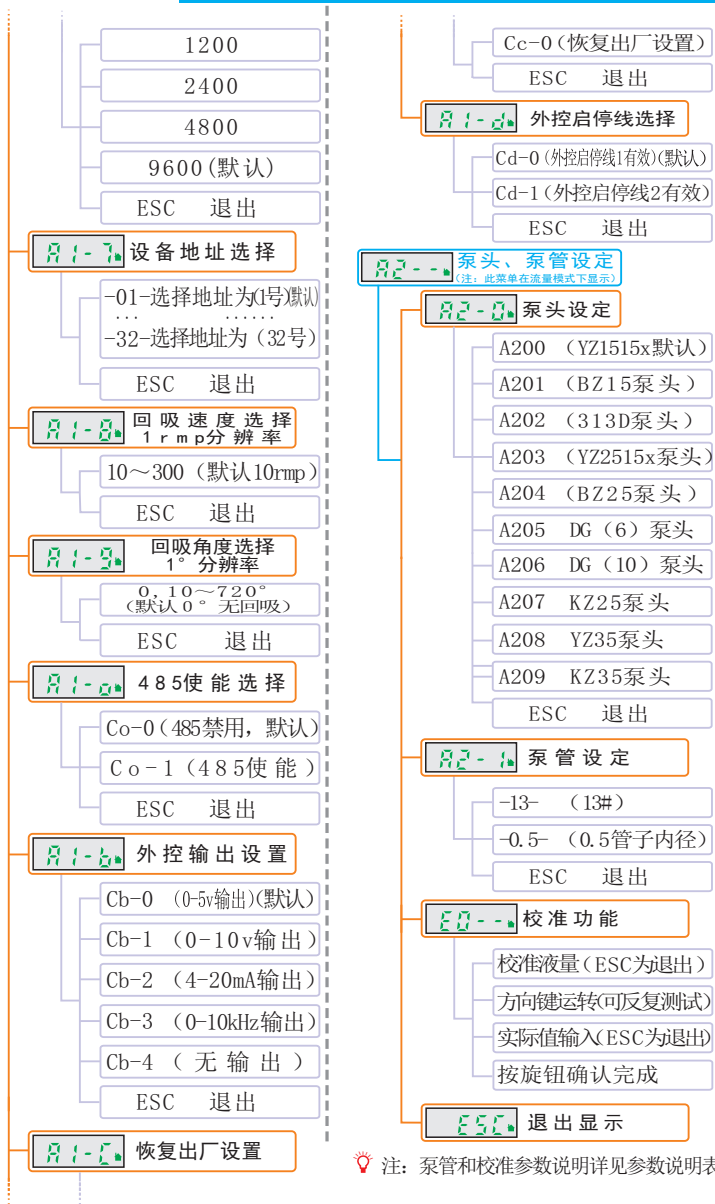 1200
2400
4800
9600(默认)
ESC 退出
A1-7 设备地址选择
-01-选择地址为(1号)默认
... ......
-32-选择地址为（32号）
ESC 退出
A1-8 回吸速度选择
1rmp分辨率
10～300（默认10rmp）
ESC 退出
A1-9 回吸角度选择
1°分辨率
0,10～720°
(默认0°无回吸)
ESC 退出
A1-o 485使能选择
Co-0(485禁用，默认)
Co-1(485使能)
ESC 退出
A1-b 外控输出设置
Cb-0 (0-5v输出)(默认)
Cb-1 (0-10v输出)
Cb-2 (4-20mA输出)
Cb-3 (0-10kHz输出)
Cb-4 (无输出)
ESC 退出
A1-C 恢复出厂设置
Cc-0(恢复出厂设置)
ESC 退出
A1-d 外控启停线选择
Cd-0(外控启停线1有效)(默认)
Cd-1(外控启停线2有效)
ESC 退出
A2-- 泵头、泵管设定
(注：此菜单在流量模式下显示)
A2-0 泵头设定
A200 （YZ1515x默认）
A201 （BZ15泵头）
A202 （313D泵头）
A203 （YZ2515x泵头）
A204 （BZ25泵头）
A205 DG（6）泵头
A206 DG（10）泵头
A207 KZ25泵头
A208 YZ35泵头
A209 KZ35泵头
ESC 退出
A2-1 泵管设定
-13- （13#）
-0.5- （0.5管子内径）
ESC 退出
E0-- 校准功能
校准液量(ESC为退出)
方向键运转(可反复测试)
实际值输入(ESC为退出)
按旋钮确认完成
ESC 退出显示
注：泵管和校准参数说明详见参数说明表